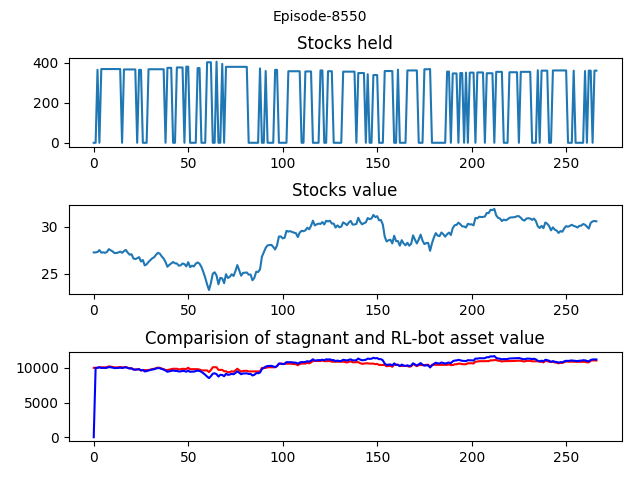 Episode-8550
Stocks held
400
200
0
0 50 100 150 200 250
Stocks value
30
25
0 50 100 150 200 250
Comparision of stagnant and RL-bot asset value
10000
5000
0
0 50 100 150 200 250